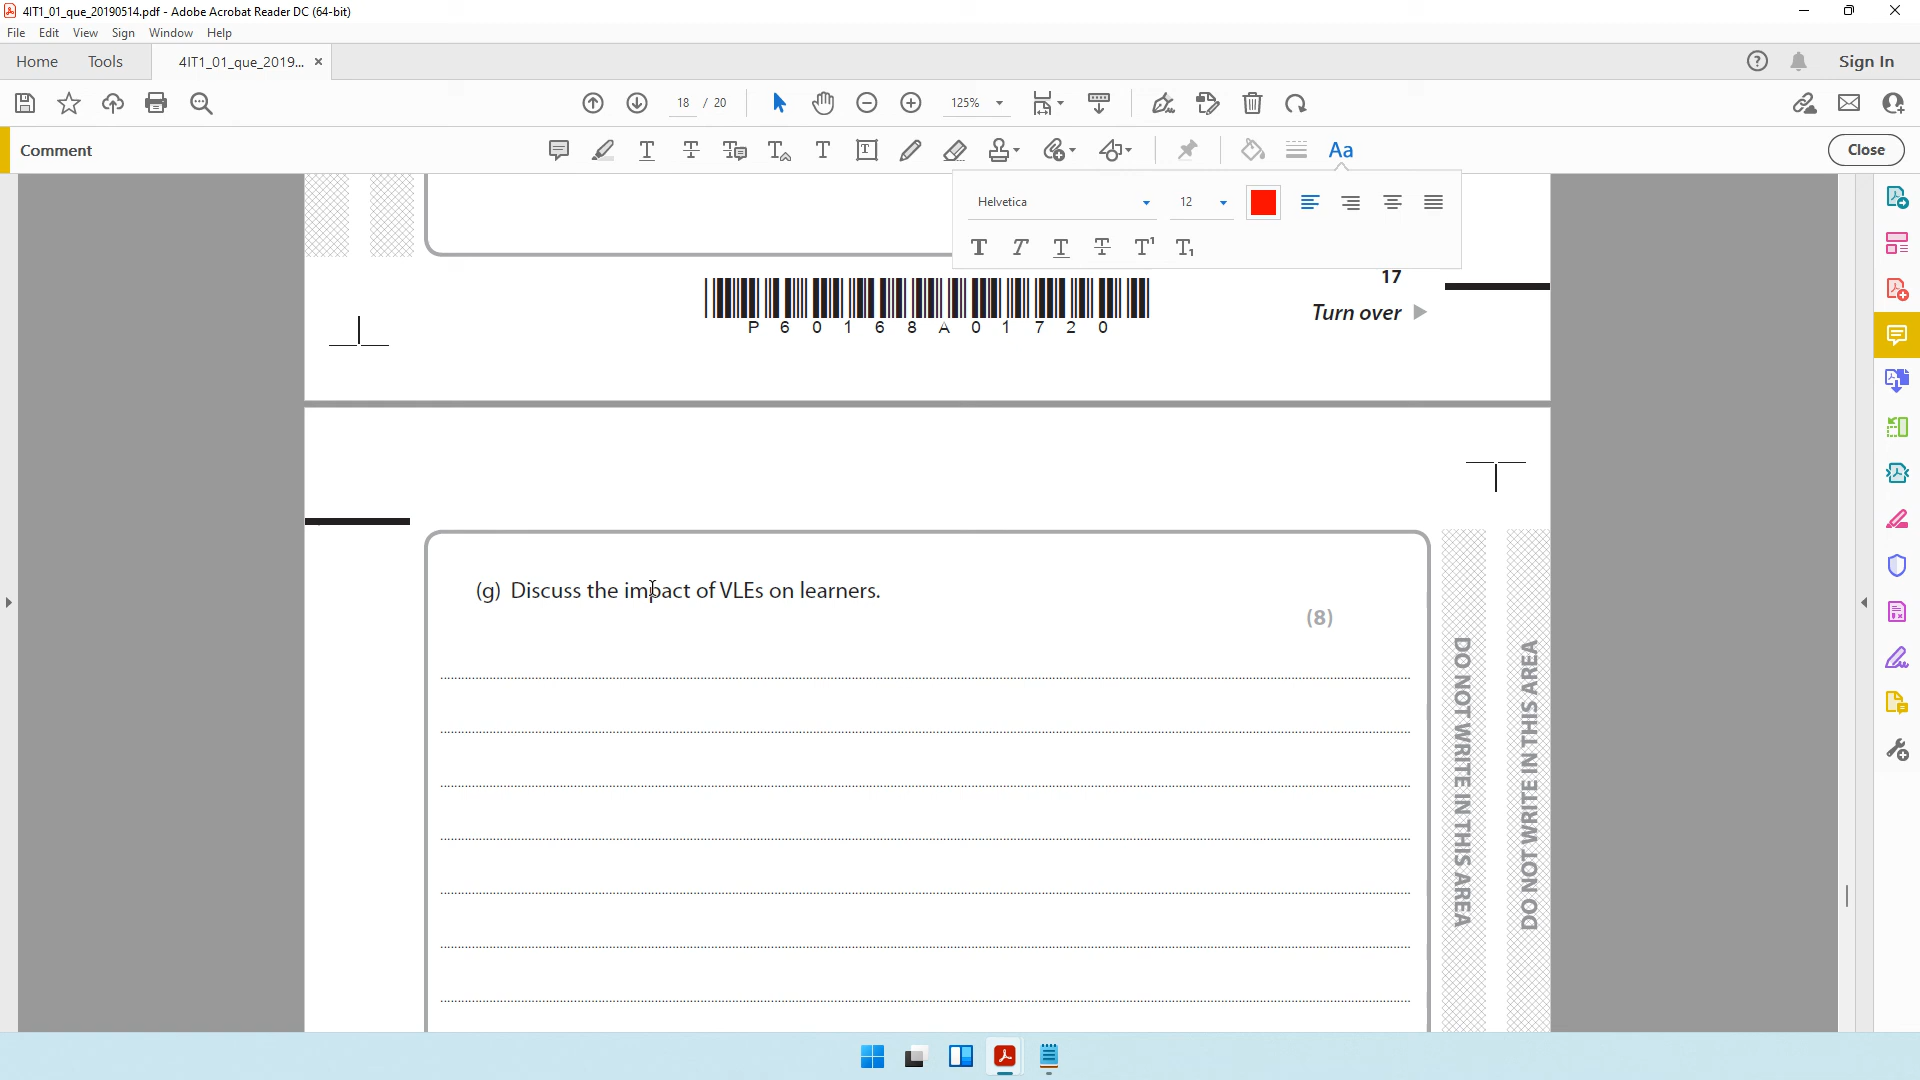 4IT1_01_que_20190514.pdf - Adobe Acrobat Reader DC (64-bit)
File Edit View Sign Window Help
Home Tools 4IT1_01_que_2019... × Sign In
18 / 20 125%
Comment Close
Helvetica 12
17
Turn over
P 6 0 1 6 8 A 0 1 7 2 0
(g) Discuss the impact of VLEs on learners.
(8)
DO NOT WRITE IN THIS AREA
DO NOT WRITE IN THIS AREA